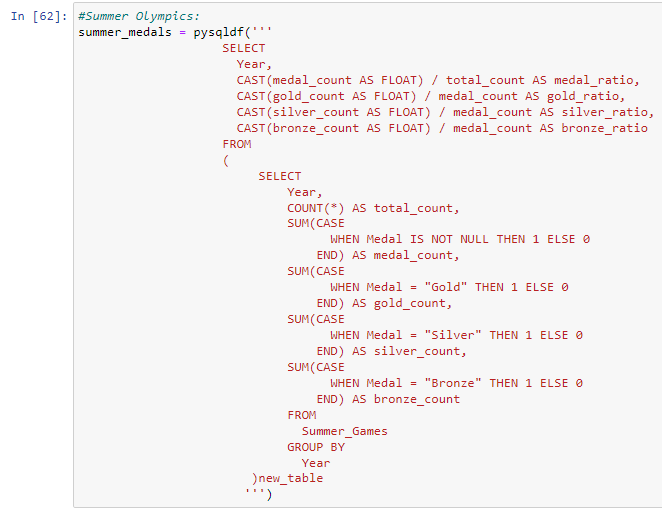 In [62]: #Summer Olympics:
summer_medals = pysqldf('''
SELECT
Year,
CAST(medal_count AS FLOAT) / total_count AS medal_ratio,
CAST(gold_count AS FLOAT) / medal_count AS gold_ratio,
CAST(silver_count AS FLOAT) / medal_count AS silver_ratio,
CAST(bronze_count AS FLOAT) / medal_count AS bronze_ratio
FROM
(
SELECT
Year,
COUNT(*) AS total_count,
SUM(CASE
WHEN Medal IS NOT NULL THEN 1 ELSE 0
END) AS medal_count,
SUM(CASE
WHEN Medal = "Gold" THEN 1 ELSE 0
END) AS gold_count,
SUM(CASE
WHEN Medal = "Silver" THEN 1 ELSE 0
END) AS silver_count,
SUM(CASE
WHEN Medal = "Bronze" THEN 1 ELSE 0
END) AS bronze_count
FROM
Summer_Games
GROUP BY
Year
)new_table
''')